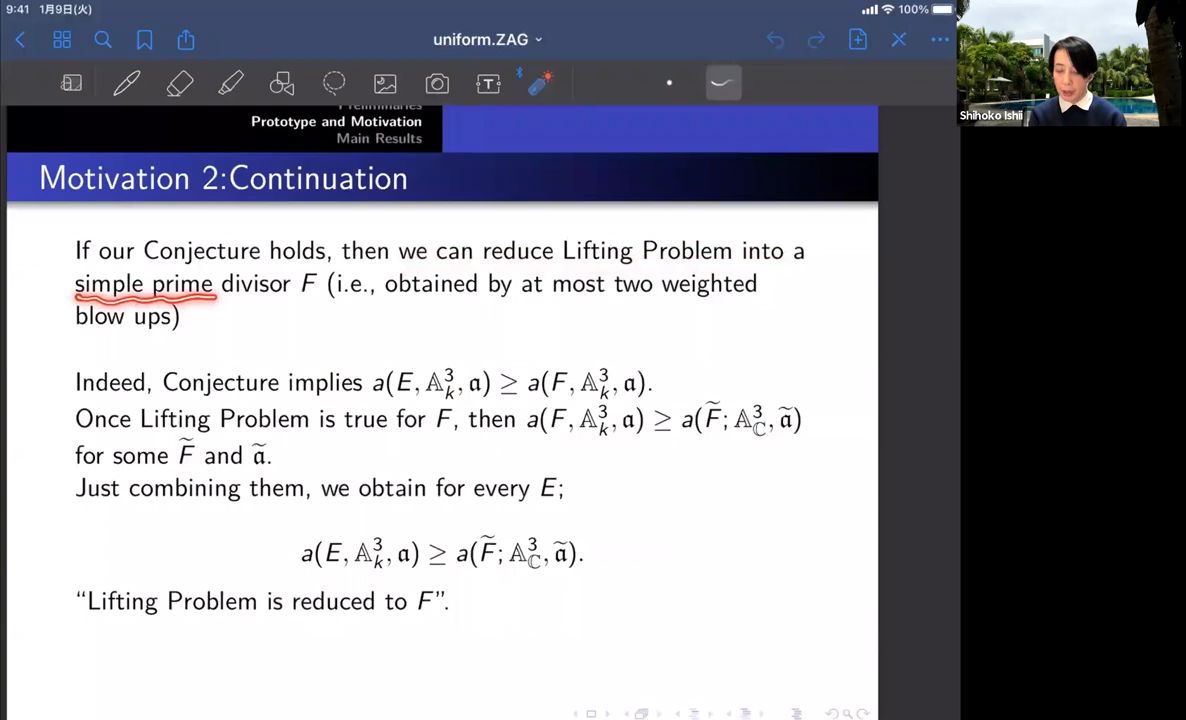 9:41 1月9日(火)
100%
uniform.ZAG
T
Shihoko Ishii
Preliminaries
Prototype and Motivation
Main Results
Motivation 2:Continuation
If our Conjecture holds, then we can reduce Lifting Problem into a
simple prime divisor F (i.e., obtained by at most two weighted
blow ups)
Indeed, Conjecture implies a(E, 𝔸³ₖ, 𝔞) ≥ a(F, 𝔸³ₖ, 𝔞).
Once Lifting Problem is true for F, then a(F, 𝔸³ₖ, 𝔞) ≥ a(F̃; 𝔸³_ℂ, 𝔞̃)
for some F̃ and 𝔞̃.
Just combining them, we obtain for every E;
a(E, 𝔸³ₖ, 𝔞) ≥ a(F̃; 𝔸³_ℂ, 𝔞̃).
“Lifting Problem is reduced to F”.